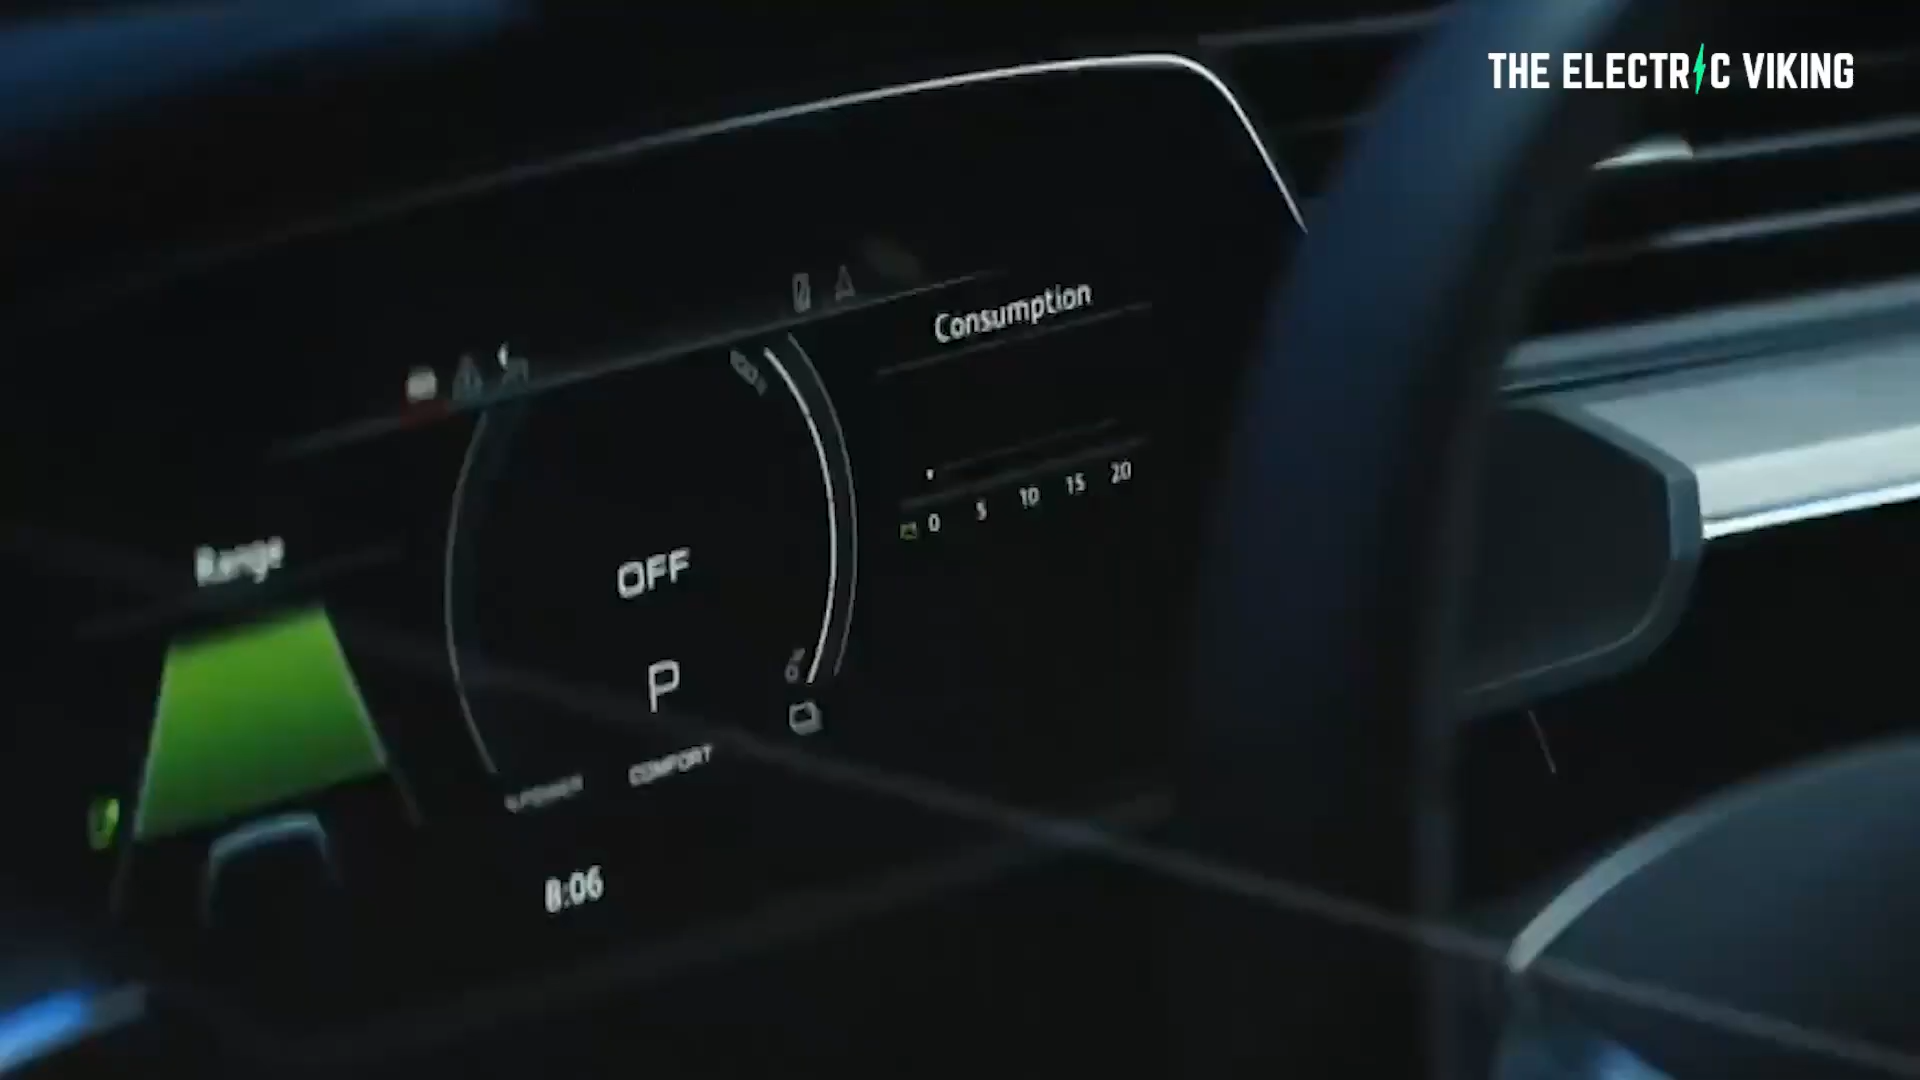 THE ELECTRIC VIKING
Consumption
0 5 10 15 20
Range
OFF
P
COMFORT
8:06